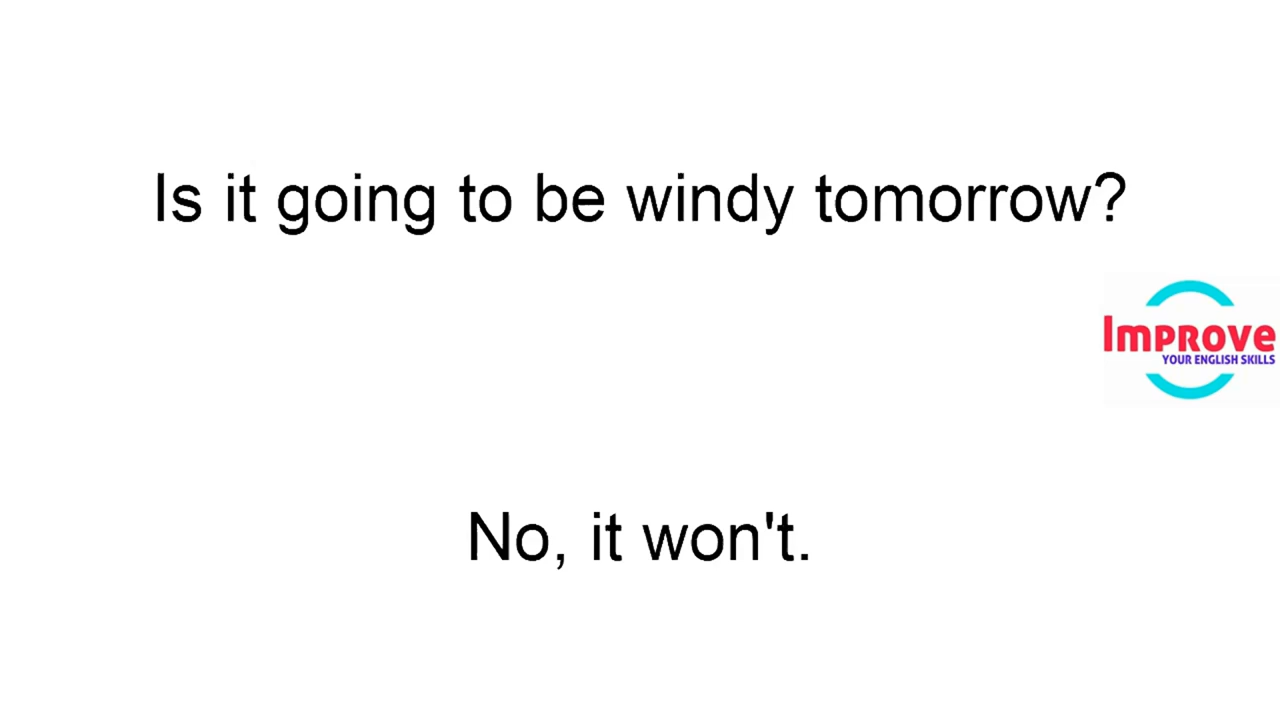 Is it going to be windy tomorrow?
Improve
YOUR ENGLISH SKILLS
No, it won't.